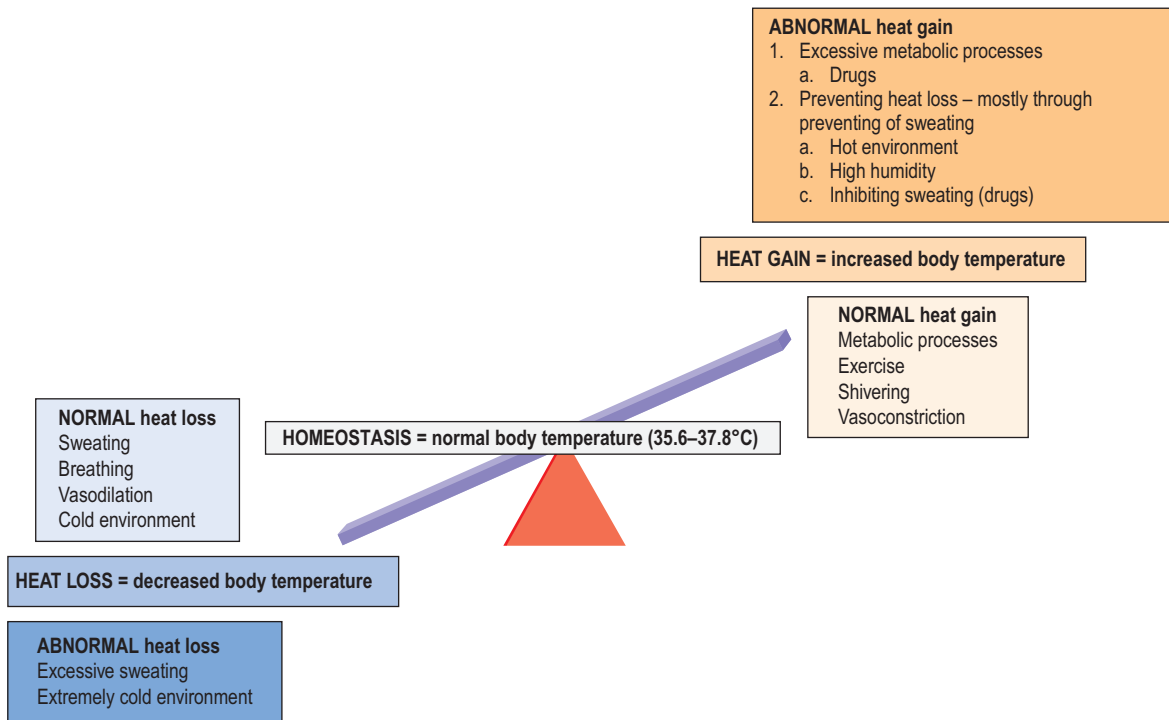 ABNORMAL heat gain
1. Excessive metabolic processes
a. Drugs
2. Preventing heat loss – mostly through
preventing of sweating
a. Hot environment
b. High humidity
c. Inhibiting sweating (drugs)
HEAT GAIN = increased body temperature
NORMAL heat gain
Metabolic processes
Exercise
Shivering
Vasoconstriction
HOMEOSTASIS = normal body temperature (35.6–37.8°C)
NORMAL heat loss
Sweating
Breathing
Vasodilation
Cold environment
HEAT LOSS = decreased body temperature
ABNORMAL heat loss
Excessive sweating
Extremely cold environment